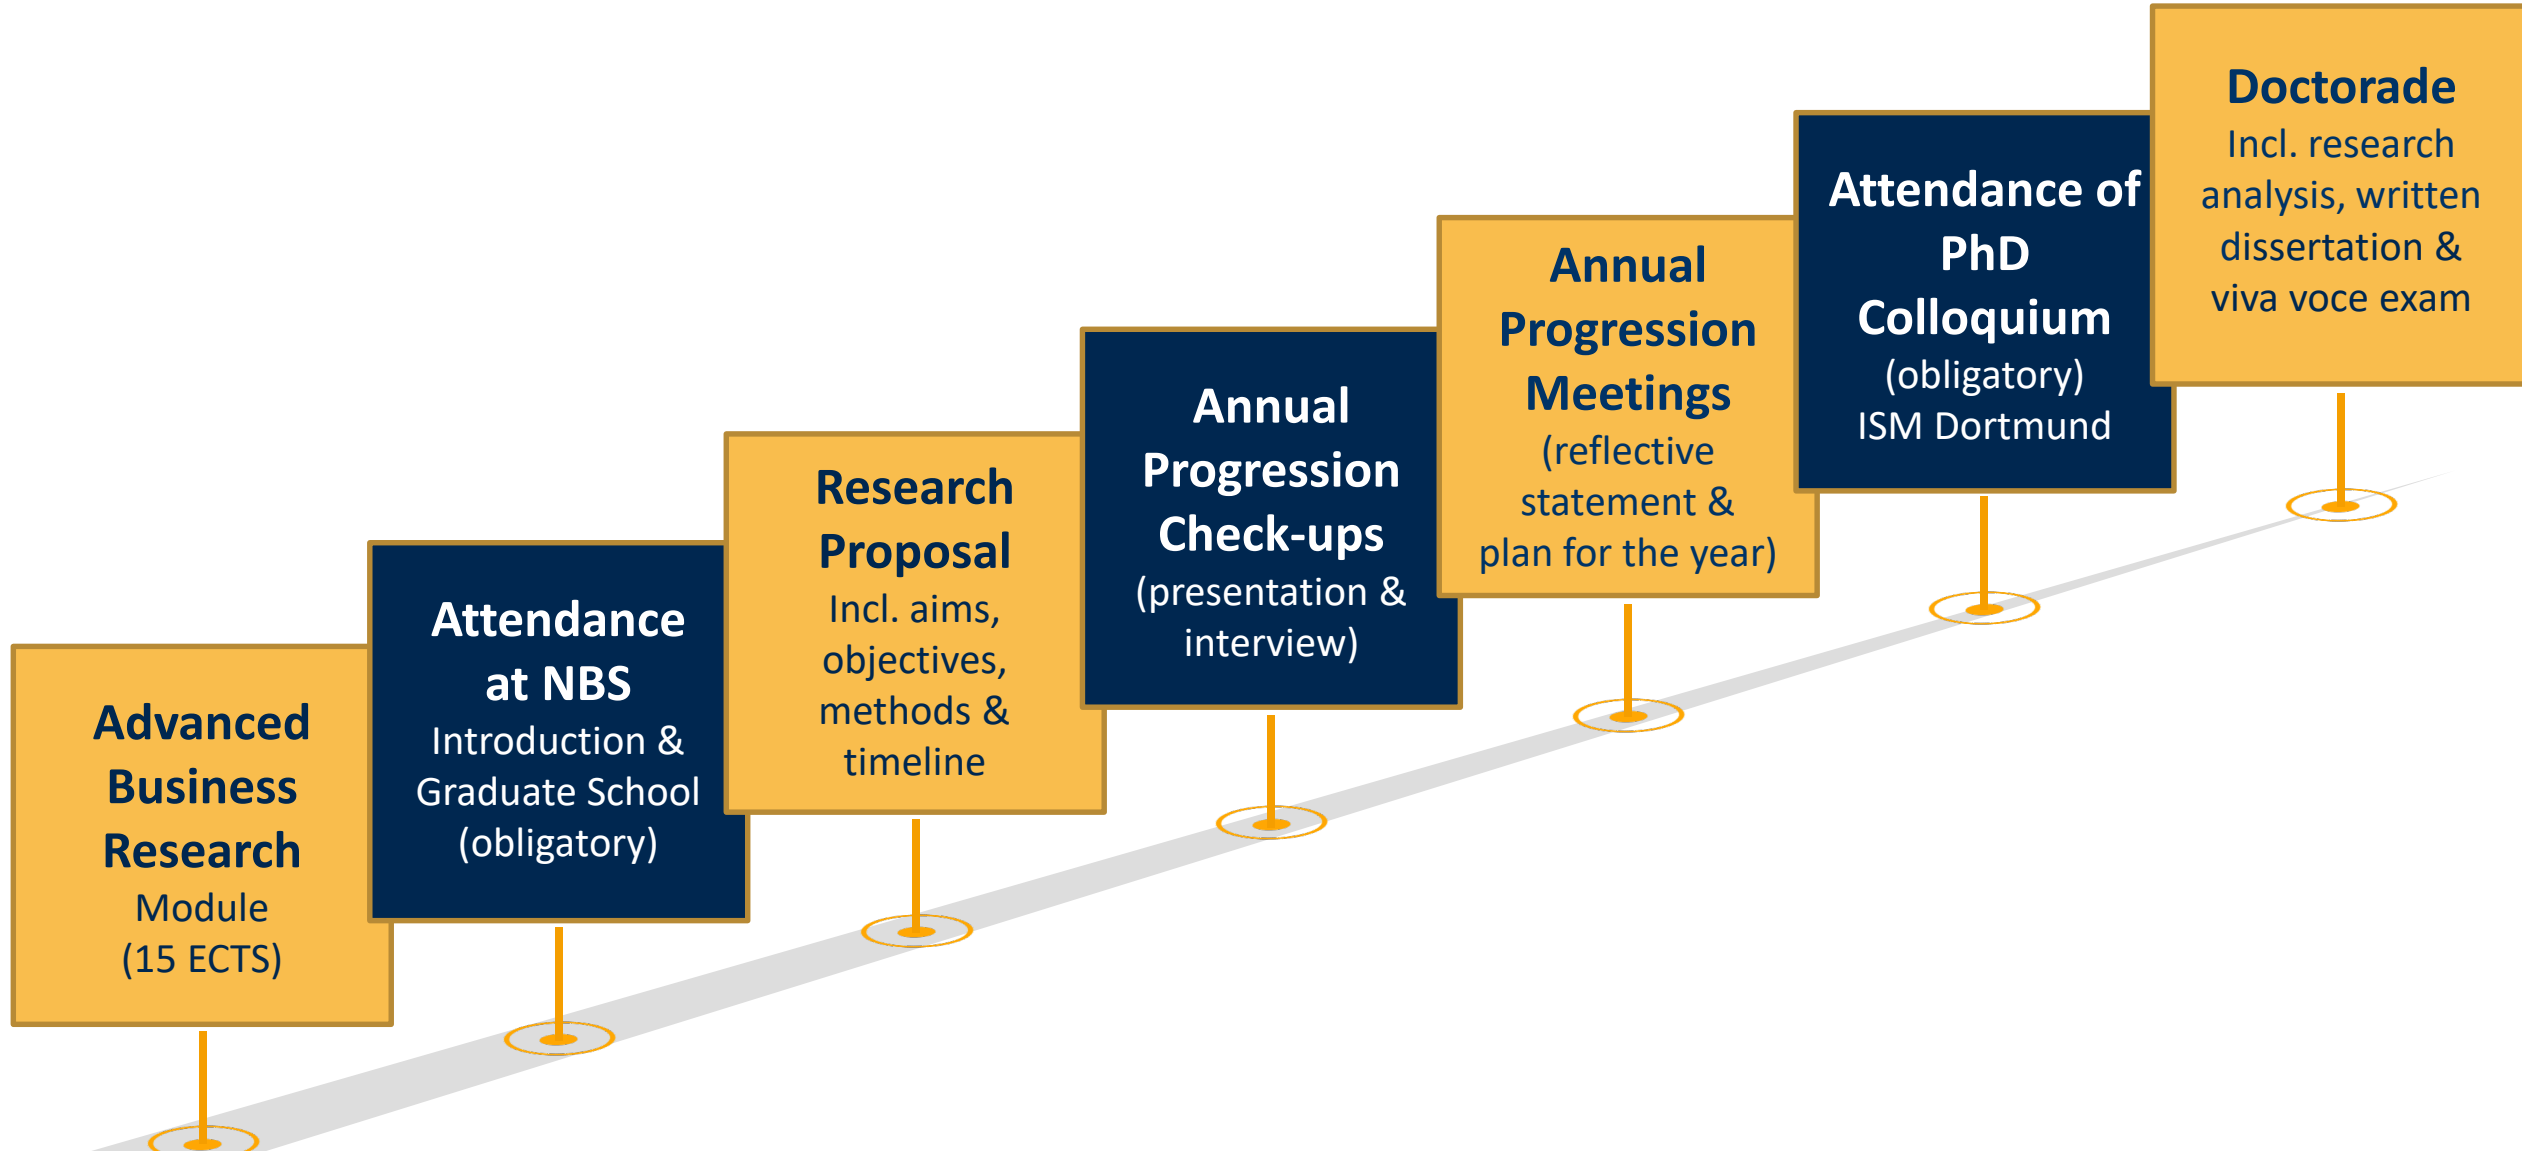 Advanced
Business
Research
Module
(15 ECTS)
Attendance
at NBS
Introduction &
Graduate School
(obligatory)
Research
Proposal
Incl. aims,
objectives,
methods &
timeline
Annual
Progression
Check-ups
(presentation &
interview)
Annual
Progression
Meetings
(reflective
statement &
plan for the year)
Attendance of
PhD
Colloquium
(obligatory)
ISM Dortmund
Doctorade
Incl. research
analysis, written
dissertation &
viva voce exam